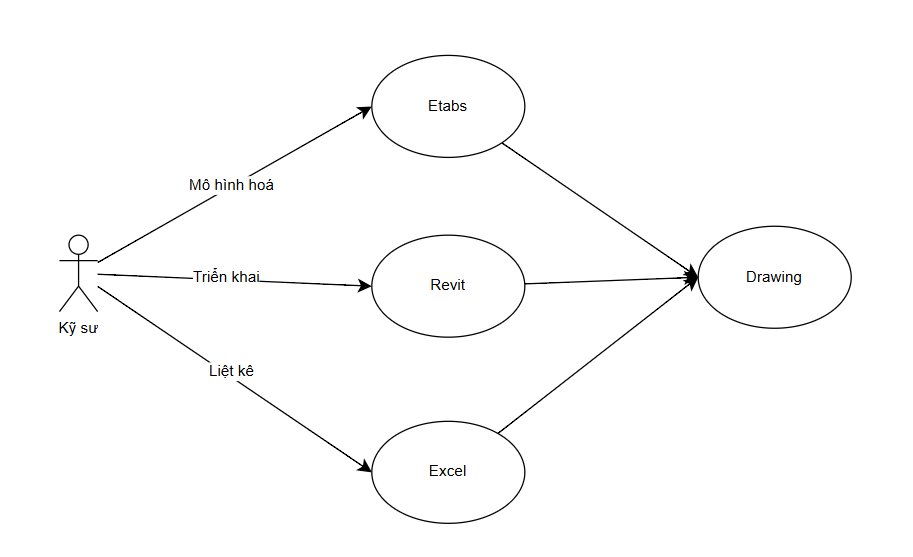 Etabs
Mô hình hoá
Triển khai
Revit
Drawing
Kỹ sư
Liệt kê
Excel